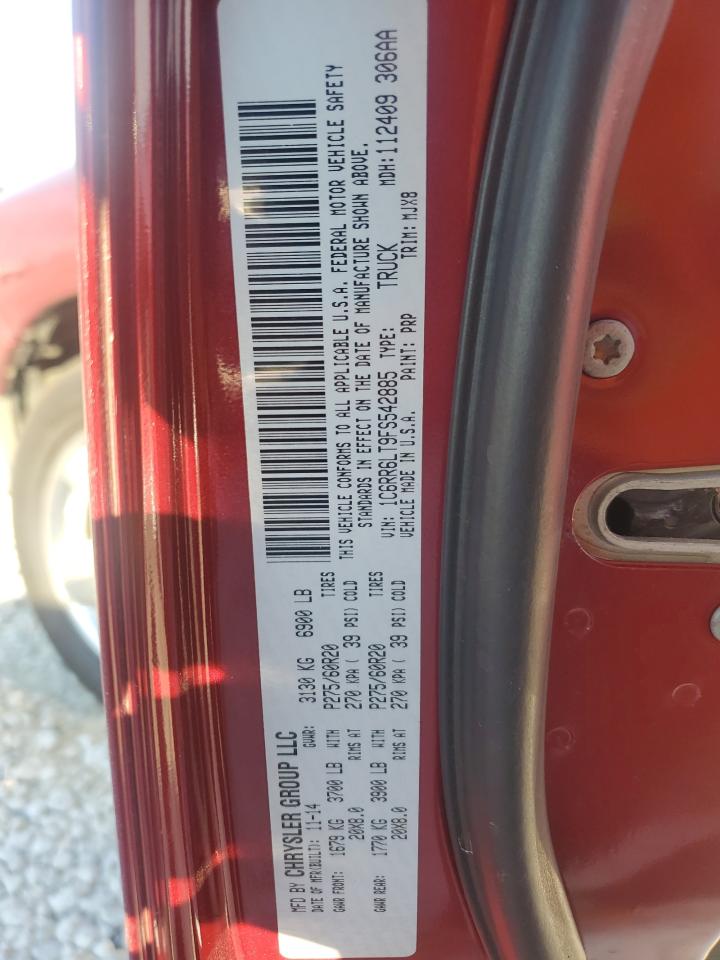 MFD BY CHRYSLER GROUP LLC
DATE OF MFR(BUILT): 11-14 GVWR: 3130 KG 6900 LB
GAWR FRONT: 1679 KG 3700 LB WITH P275/60R20 TIRES
20X8.0 RIMS AT 270 KPA ( 39 PSI) COLD
GAWR REAR: 1770 KG 3900 LB WITH P275/60R20 TIRES
20X8.0 RIMS AT 270 KPA ( 39 PSI) COLD
THIS VEHICLE CONFORMS TO ALL APPLICABLE U.S.A. FEDERAL MOTOR VEHICLE SAFETY
STANDARDS IN EFFECT ON THE DATE OF MANUFACTURE SHOWN ABOVE.
VIN: 1C6RR6LT9FS542885 TYPE: TRUCK MDH: 112409 306AA
VEHICLE MADE IN U.S.A. PAINT: PRP TRIM: MJX8